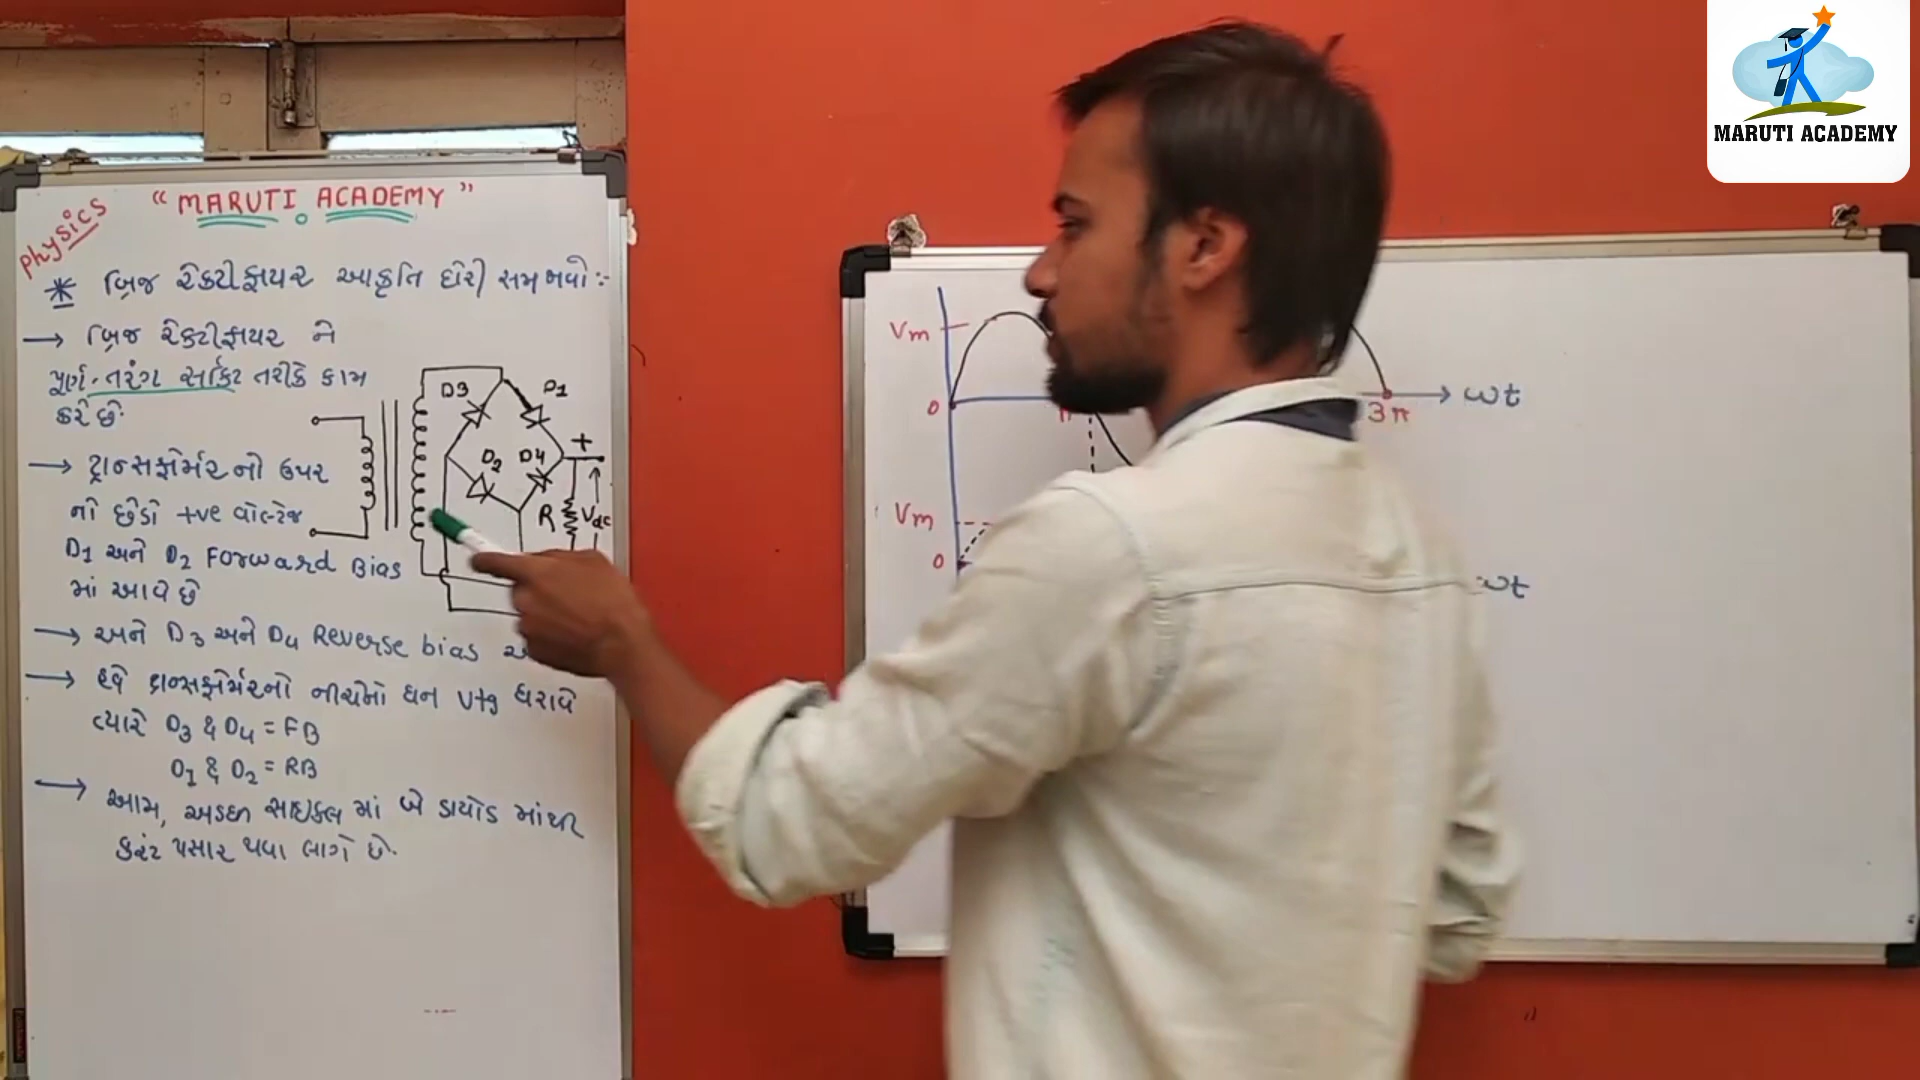 MARUTI ACADEMY
"MARUTI ACADEMY"
Physics
* બ્રિજ રેક્ટીફાયર આકૃતિ દોરી સમજાવો :-
→ બ્રિજ રેક્ટીફાયર ને
પૂર્ણ-તરંગ સર્કિટ તરીકે કામ
કરે છે.
→ ટ્રાન્સફોર્મર નો ઉપર
નો છેડો +ve વોલ્ટેજ
D1 અને D2 Forward Bias
માં આવે છે
→ અને D3 અને D4 Reverse bias
→ હવે ટ્રાન્સફોર્મરનો નીચેનો ધન Vtg ધરાવે
ત્યારે D3 & D4 = FB
D1 & D2 = RB
→ આમ, અડધા સાઇકલ માં બે ડાયોડ માંથી
કરંટ પસાર થવા લાગે છે.
D3 D1
D2 D4 +
R Vdc
Vm
0 π 3π ωt
Vm
0 ωt